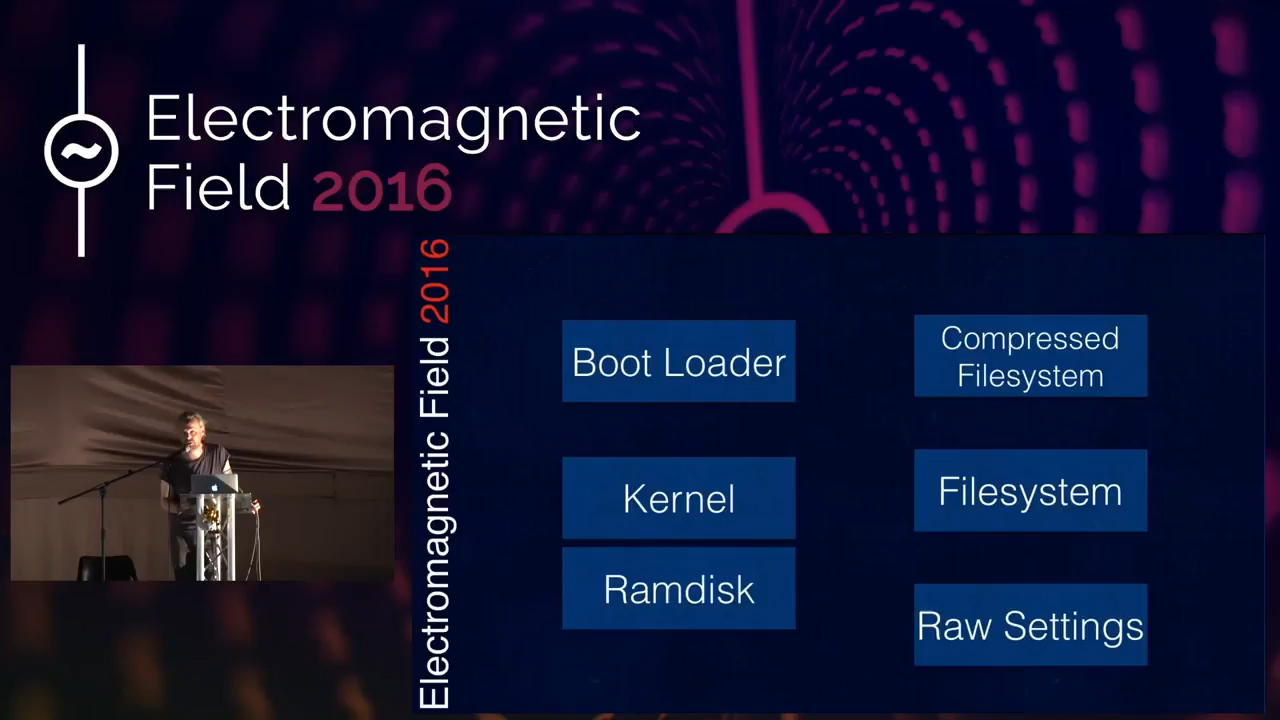 Electromagnetic
Field 2016
Electromagnetic Field 2016
Boot Loader
Kernel
Ramdisk
Compressed
Filesystem
Filesystem
Raw Settings